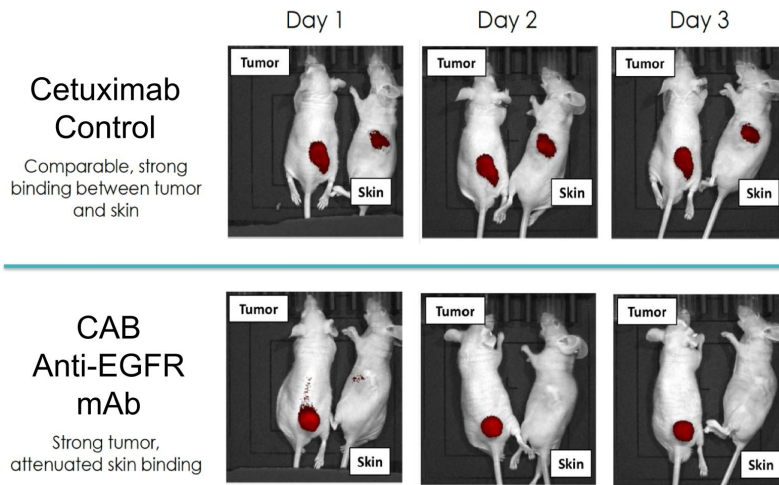 Day 1
Day 2
Day 3
Cetuximab
Control
Comparable, strong
binding between tumor
and skin
Tumor
Skin
Tumor
Skin
Tumor
Skin
CAB
Anti-EGFR
mAb
Strong tumor,
attenuated skin binding
Tumor
Skin
Tumor
Skin
Tumor
Skin